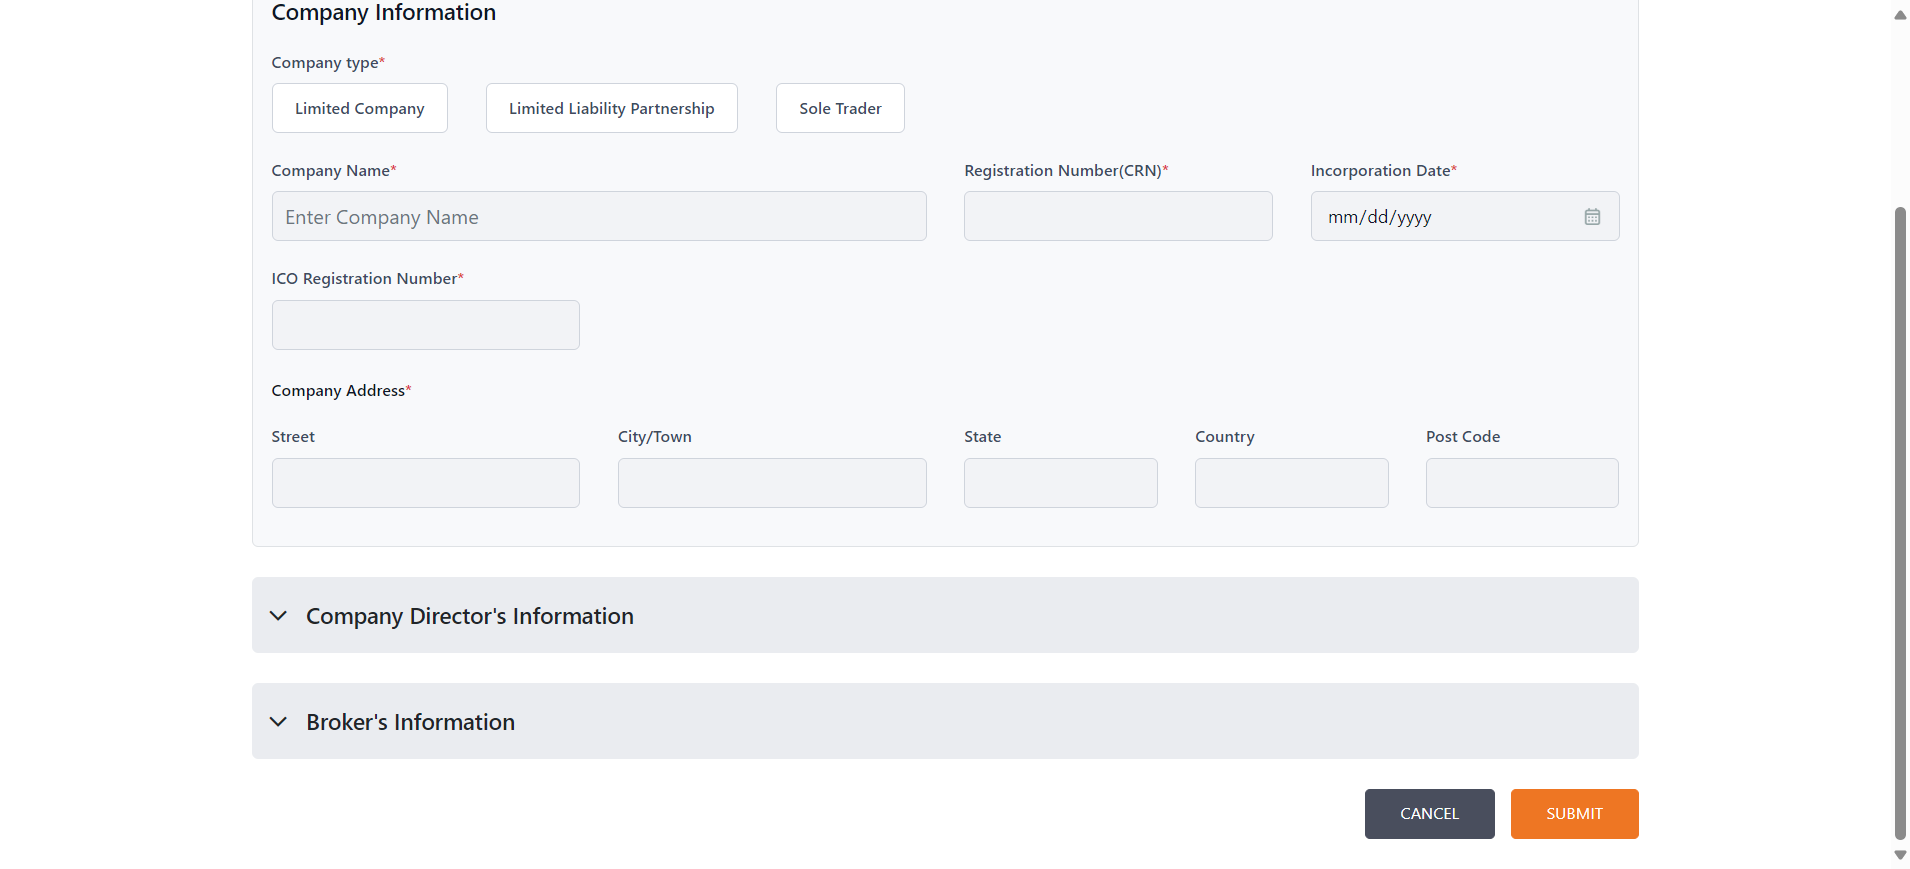 Company Information
Company type*
Limited Company
Limited Liability Partnership
Sole Trader
Company Name*
Registration Number(CRN)*
Incorporation Date*
Enter Company Name
mm/dd/yyyy
ICO Registration Number*
Company Address*
Street
City/Town
State
Country
Post Code
Company Director's Information
Broker's Information
CANCEL
SUBMIT